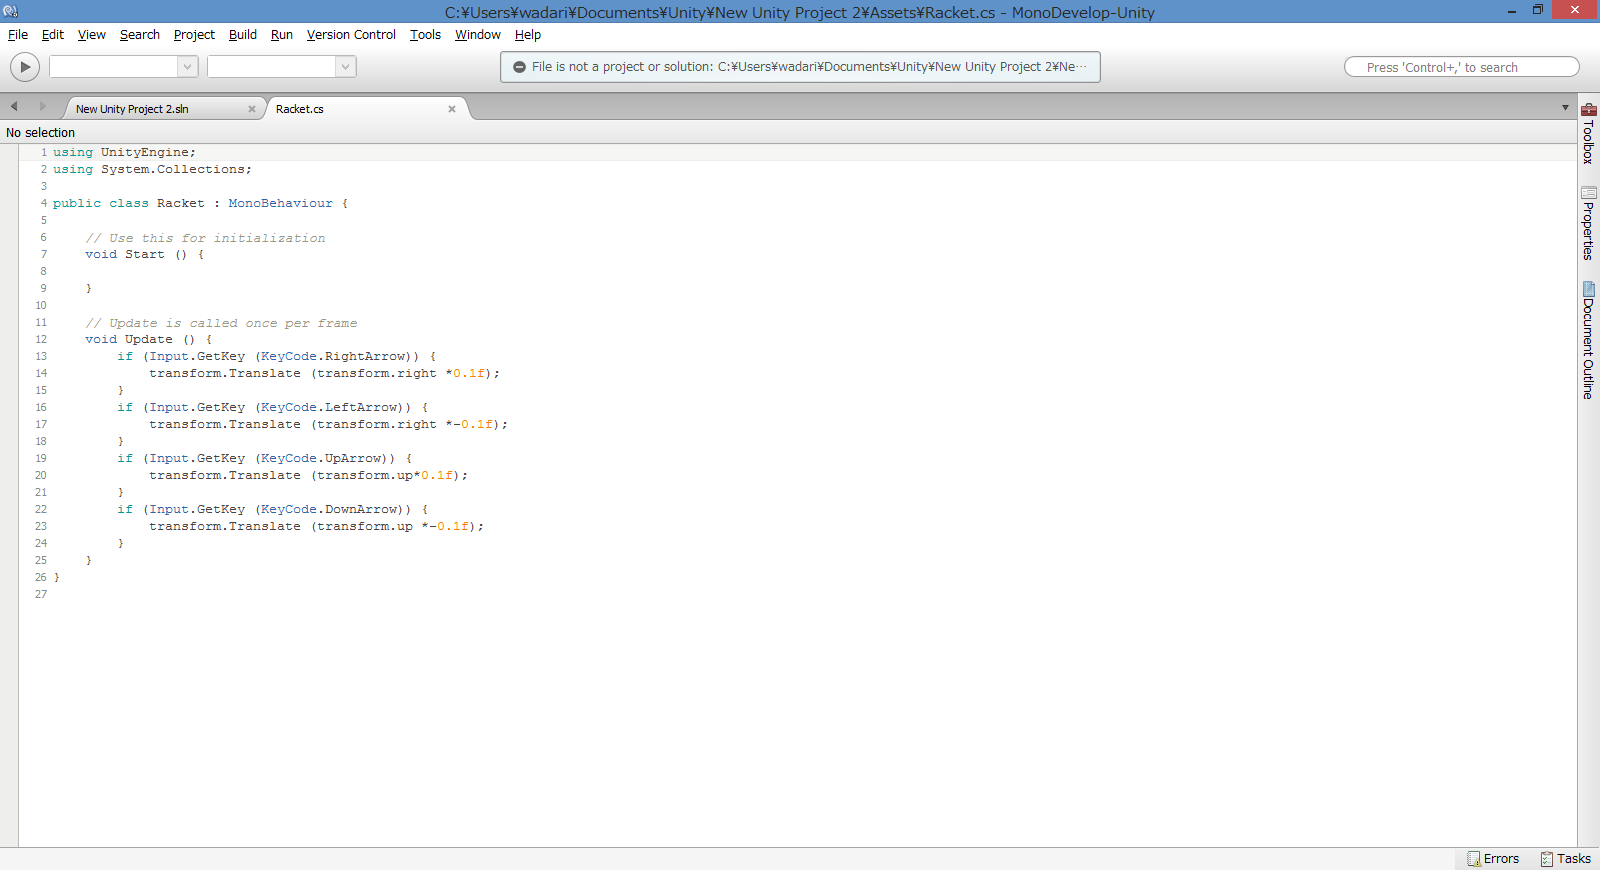 C:¥Users¥wadari¥Documents¥Unity¥New Unity Project 2¥Assets¥Racket.cs - MonoDevelop-Unity
File Edit View Search Project Build Run Version Control Tools Window Help
File is not a project or solution: C:¥Users¥wadari¥Documents¥Unity¥New Unity Project 2¥Ne…
Press 'Control+,' to search
New Unity Project 2.sln
Racket.cs
No selection
1 using UnityEngine;
2 using System.Collections;
3
4 public class Racket : MonoBehaviour {
5
6 // Use this for initialization
7 void Start () {
8
9 }
10
11 // Update is called once per frame
12 void Update () {
13 if (Input.GetKey (KeyCode.RightArrow)) {
14 transform.Translate (transform.right *0.1f);
15 }
16 if (Input.GetKey (KeyCode.LeftArrow)) {
17 transform.Translate (transform.right *-0.1f);
18 }
19 if (Input.GetKey (KeyCode.UpArrow)) {
20 transform.Translate (transform.up*0.1f);
21 }
22 if (Input.GetKey (KeyCode.DownArrow)) {
23 transform.Translate (transform.up *-0.1f);
24 }
25 }
26 }
27
Toolbox
Properties
Document Outline
Errors
Tasks